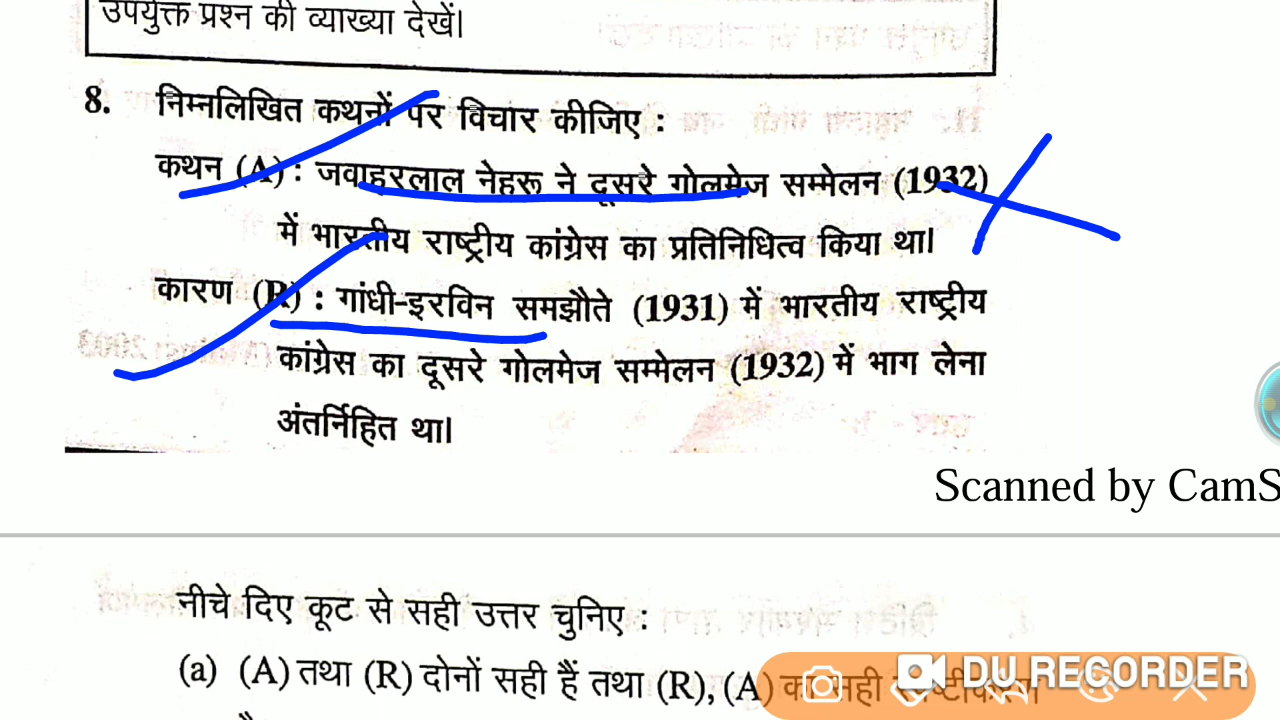 उपर्युक्त प्रश्न की व्याख्या देखें।
8. निम्नलिखित कथनों पर विचार कीजिए :
कथन (A) : जवाहरलाल नेहरू ने दूसरे गोलमेज सम्मेलन (1932)
में भारतीय राष्ट्रीय कांग्रेस का प्रतिनिधित्व किया था।
कारण (R) : गांधी-इरविन समझौते (1931) में भारतीय राष्ट्रीय
कांग्रेस का दूसरे गोलमेज सम्मेलन (1932) में भाग लेना
अंतर्निहित था।
Scanned by CamS
नीचे दिए कूट से सही उत्तर चुनिए :
(a) (A) तथा (R) दोनों सही हैं तथा (R), (A) का सही
DU RECORDER